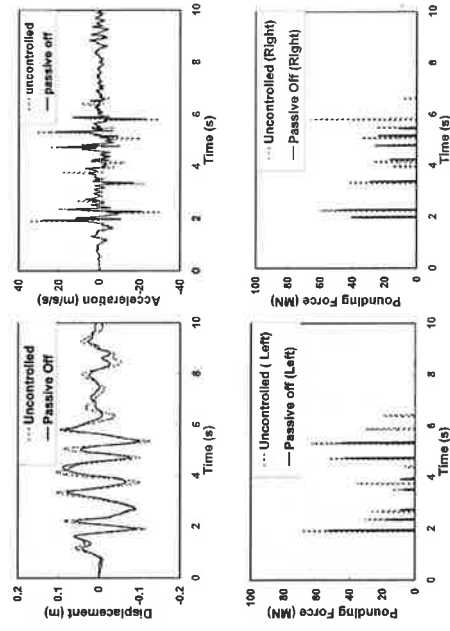 0.2
0.1
0
-0.1
-0.2
Displacement (m)
Uncontrolled
Passive Off
0 2 4 6 8 10
Time (s)
40
20
0
-20
-40
Acceleration (m/s/s)
uncontrolled
passive off
0 2 4 6 8 10
Time (s)
100
80
60
40
20
0
Pounding Force (MN)
Uncontrolled ( Left)
Passive off (Left)
0 2 4 6 8 10
Time (s)
100
80
60
40
20
0
Pounding Force (MN)
Uncontrolled (Right)
Passive Off (Right)
0 2 4 6 8 10
Time (s)